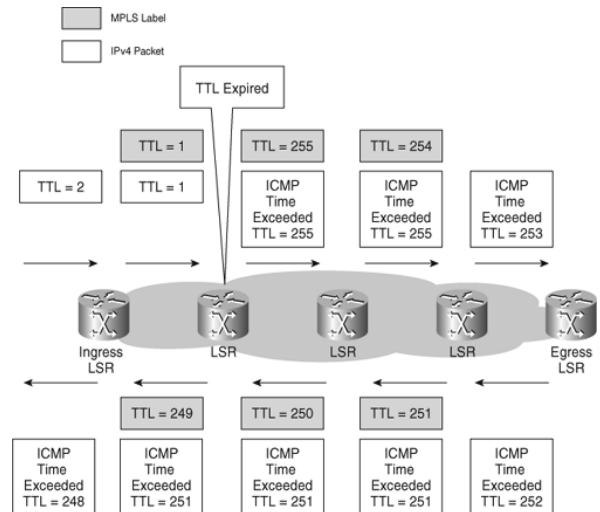 MPLS Label
IPv4 Packet
TTL Expired
TTL = 1
TTL = 255
TTL = 254
TTL = 2
TTL = 1
ICMP
Time
Exceeded
TTL = 255
ICMP
Time
Exceeded
TTL = 255
ICMP
Time
Exceeded
TTL = 253
Ingress
LSR
LSR
LSR
LSR
Egress
LSR
TTL = 249
TTL = 250
TTL = 251
ICMP
Time
Exceeded
TTL = 248
ICMP
Time
Exceeded
TTL = 251
ICMP
Time
Exceeded
TTL = 251
ICMP
Time
Exceeded
TTL = 251
ICMP
Time
Exceeded
TTL = 252